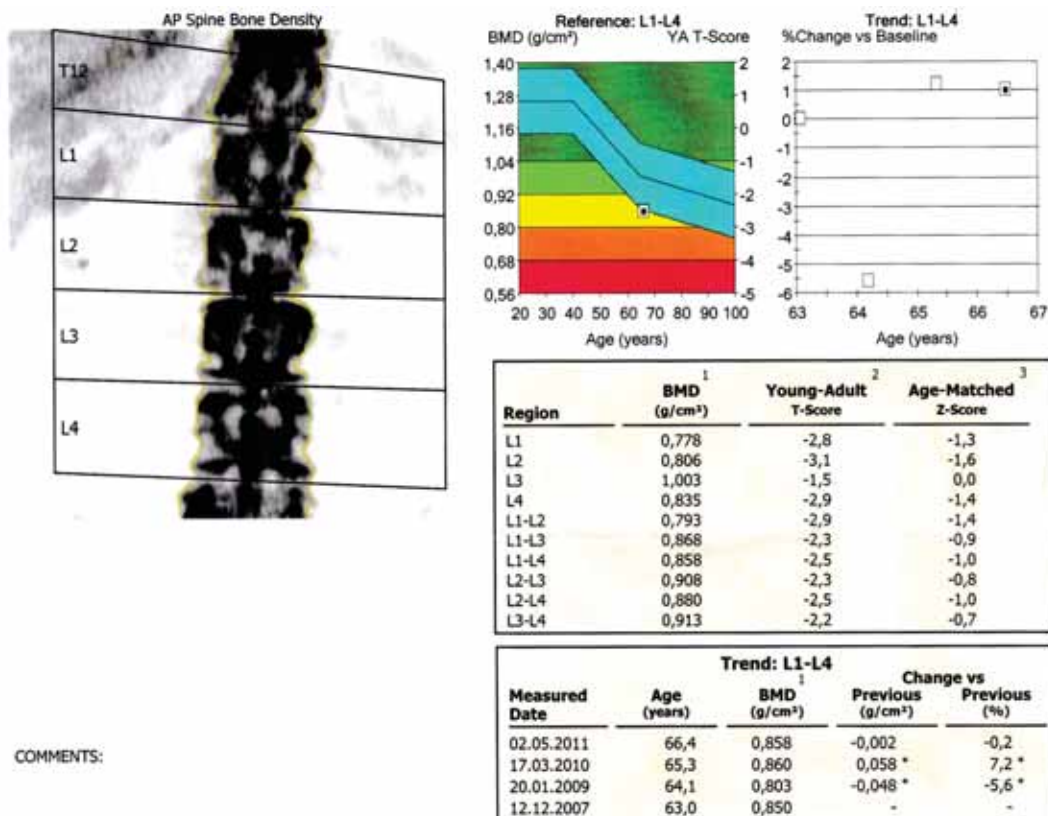 AP Spine Bone Density
T12
L1
L2
L3
L4
COMMENTS:
Reference: L1-L4
BMD (g/cm²) YA T-Score
1,40 2
1,28 1
1,16 0
1,04 -1
0,92 -2
0,80 -3
0,68 -4
0,56 -5
20 30 40 50 60 70 80 90 100
Age (years)
Trend: L1-L4
%Change vs Baseline
2
1
0
-1
-2
-3
-4
-5
-6
63 64 65 66 67
Age (years)
1 2 3
BMD Young-Adult Age-Matched
Region (g/cm²) T-Score Z-Score
L1 0,778 -2,8 -1,3
L2 0,806 -3,1 -1,6
L3 1,003 -1,5 0,0
L4 0,835 -2,9 -1,4
L1-L2 0,793 -2,9 -1,4
L1-L3 0,868 -2,3 -0,9
L1-L4 0,858 -2,5 -1,0
L2-L3 0,908 -2,3 -0,8
L2-L4 0,880 -2,5 -1,0
L3-L4 0,913 -2,2 -0,7
Trend: L1-L4
1 Change vs
Measured Age BMD Previous Previous
Date (years) (g/cm²) (g/cm²) (%)
02.05.2011 66,4 0,858 -0,002 -0,2
17.03.2010 65,3 0,860 0,058 * 7,2 *
20.01.2009 64,1 0,803 -0,048 * -5,6 *
12.12.2007 63,0 0,850 - -